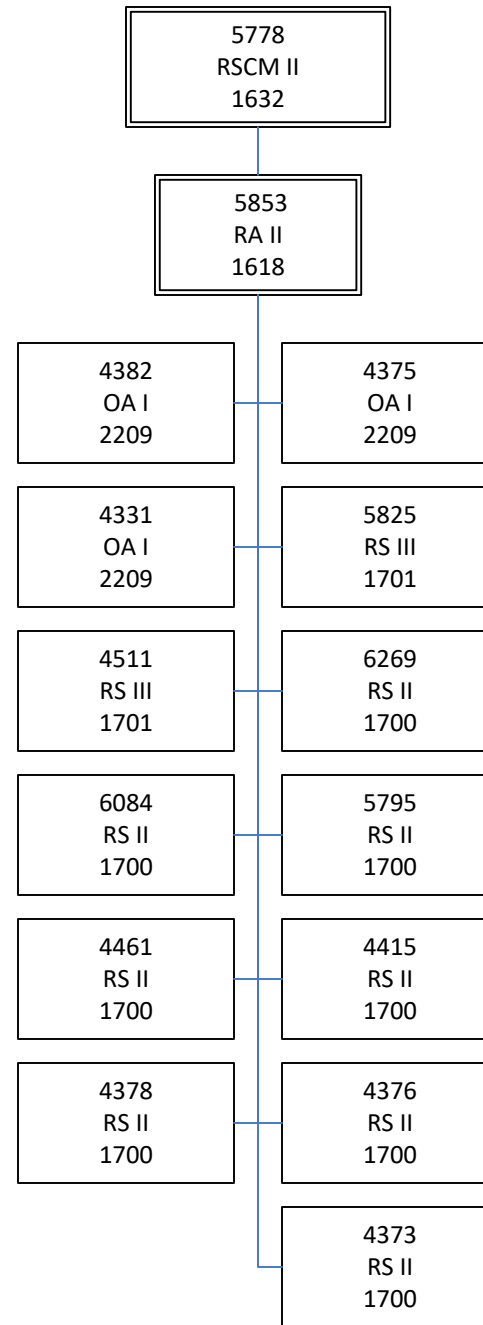 5778
RSCM II
1632
5853
RA II
1618
4382
OA I
2209
4375
OA I
2209
4331
OA I
2209
5825
RS III
1701
4511
RS III
1701
6269
RS II
1700
6084
RS II
1700
5795
RS II
1700
4461
RS II
1700
4415
RS II
1700
4378
RS II
1700
4376
RS II
1700
4373
RS II
1700